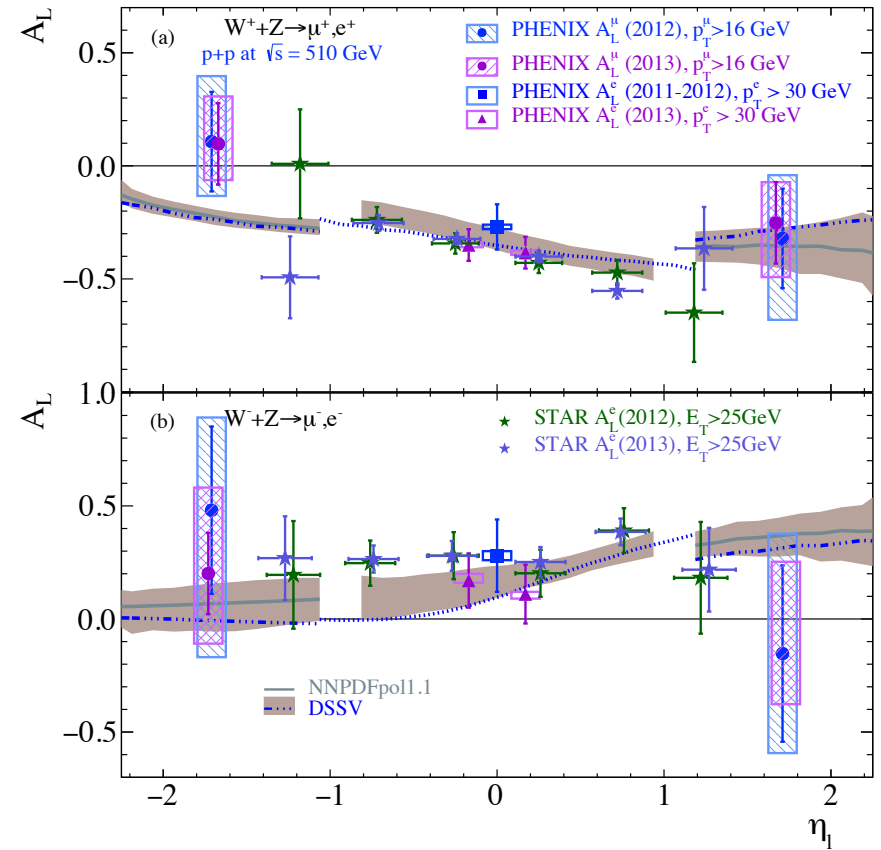 A_L
0.5
0.0
−0.5
(a)
W⁺+Z→μ⁺,e⁺
p+p at √s = 510 GeV
PHENIX A_L^μ (2012), p_T^μ>16 GeV
PHENIX A_L^μ (2013), p_T^μ>16 GeV
PHENIX A_L^e (2011-2012), p_T^e > 30 GeV
PHENIX A_L^e (2013), p_T^e > 30 GeV
A_L
1.0
0.5
0.0
−0.5
(b)
W⁻+Z→μ⁻,e⁻
STAR A_L^e (2012), E_T>25GeV
STAR A_L^e (2013), E_T>25GeV
NNPDFpol1.1
DSSV
−2 −1 0 1 2
η_l